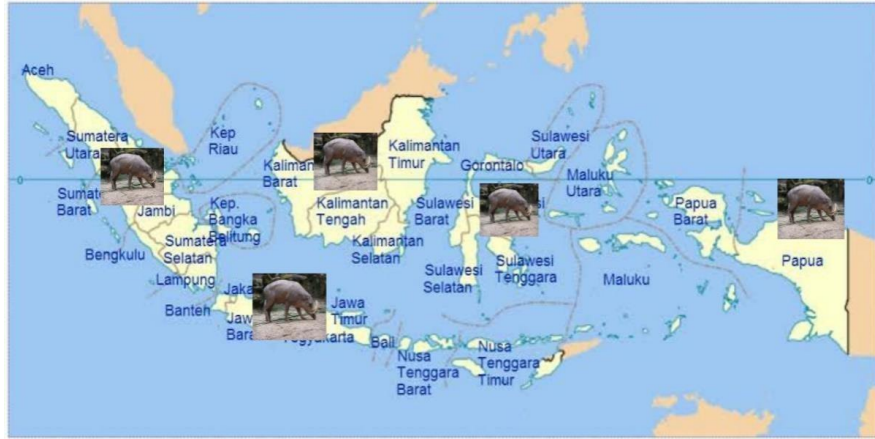 Aceh
Sumatera
Utara
Kep
Riau
Kalimantan
Timur
Gorontalo
Sulawesi
Utara
Maluku
Utara
0
0
Barat
Barat
Jambi
Kep.
Bangka
Belitung
Kalimantan
Tengah
Sulawesi
Barat
Papua
Barat
Bengkulu
Sumatera
Selatan
Kalimantan
Selatan
Sulawesi
Tenggara
Sulawesi
Selatan
Maluku
Papua
Lampung
Banten
Jawa
Timur
Bali
Nusa
Tenggara
Barat
Nusa
Tenggara
Timur